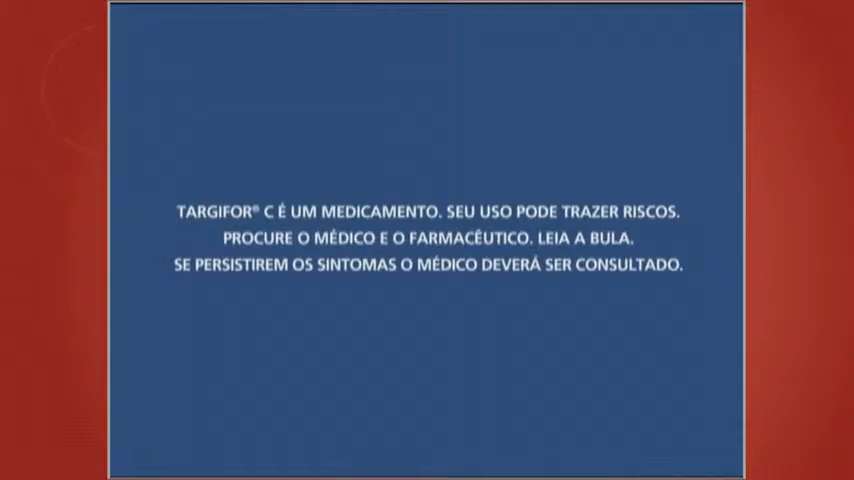 TARGIFOR® C É UM MEDICAMENTO. SEU USO PODE TRAZER RISCOS.
PROCURE O MÉDICO E O FARMACÊUTICO. LEIA A BULA.
SE PERSISTIREM OS SINTOMAS O MÉDICO DEVERÁ SER CONSULTADO.